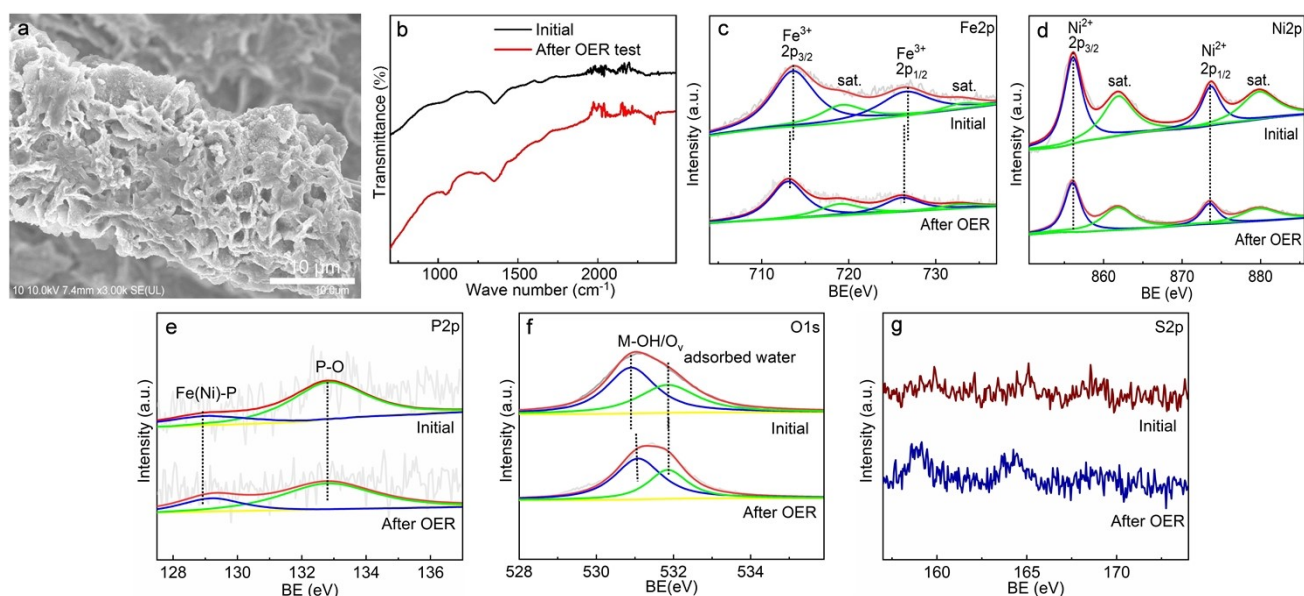 a
10 μm
10 10.0kV 7.4mm x3.00k SE(UL)
10.0μm
b
Initial
After OER test
Transmittance (%)
1000
1500
2000
Wave number (cm⁻¹)
c
Fe2p
Fe³⁺
2p₃/₂
Fe³⁺
2p₁/₂
sat.
sat.
Initial
After OER
Intensity (a.u.)
710
720
730
BE(eV)
d
Ni2p
Ni²⁺
2p₃/₂
Ni²⁺
2p₁/₂
sat.
sat.
Initial
After OER
Intensity (a.u.)
860
870
880
BE (eV)
e
P2p
P-O
Fe(Ni)-P
Initial
After OER
Intensity (a.u.)
128
130
132
134
136
BE (eV)
f
O1s
M-OH/Oᵥ
adsorbed water
Initial
After OER
Intensity (a.u.)
528
530
532
534
BE(eV)
g
S2p
Initial
After OER
Intensity (a.u.)
160
165
170
BE (eV)